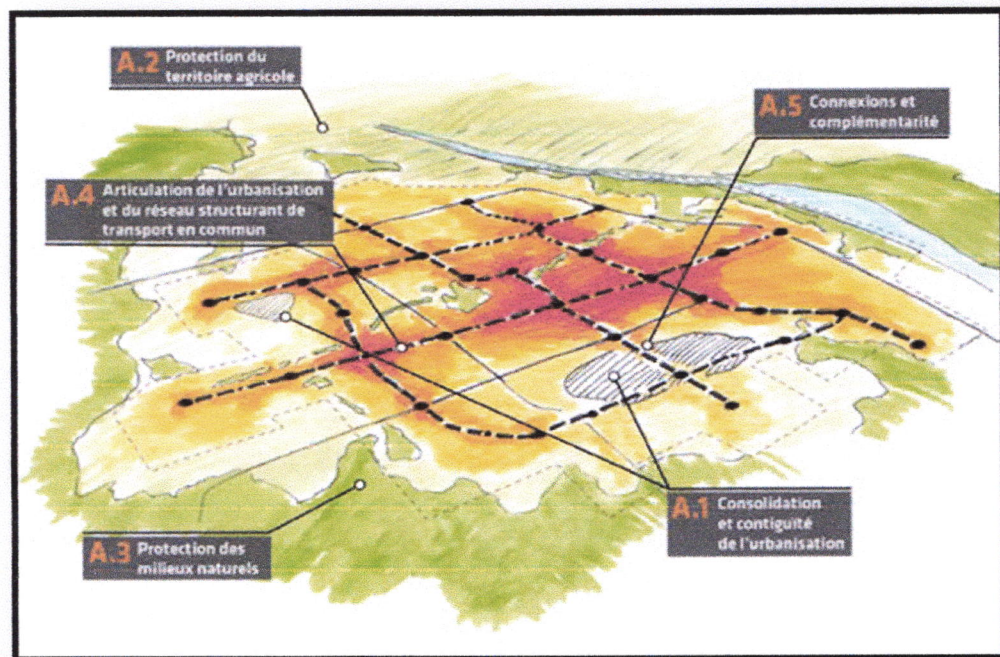 A.2 Protection du
territoire agricole
A.5 Connexions et
complémentarité
A.4 Articulation de l'urbanisation
et du réseau structurant de
transport en commun
A.1 Consolidation
et contiguïté
de l'urbanisation
A.3 Protection des
milieux naturels